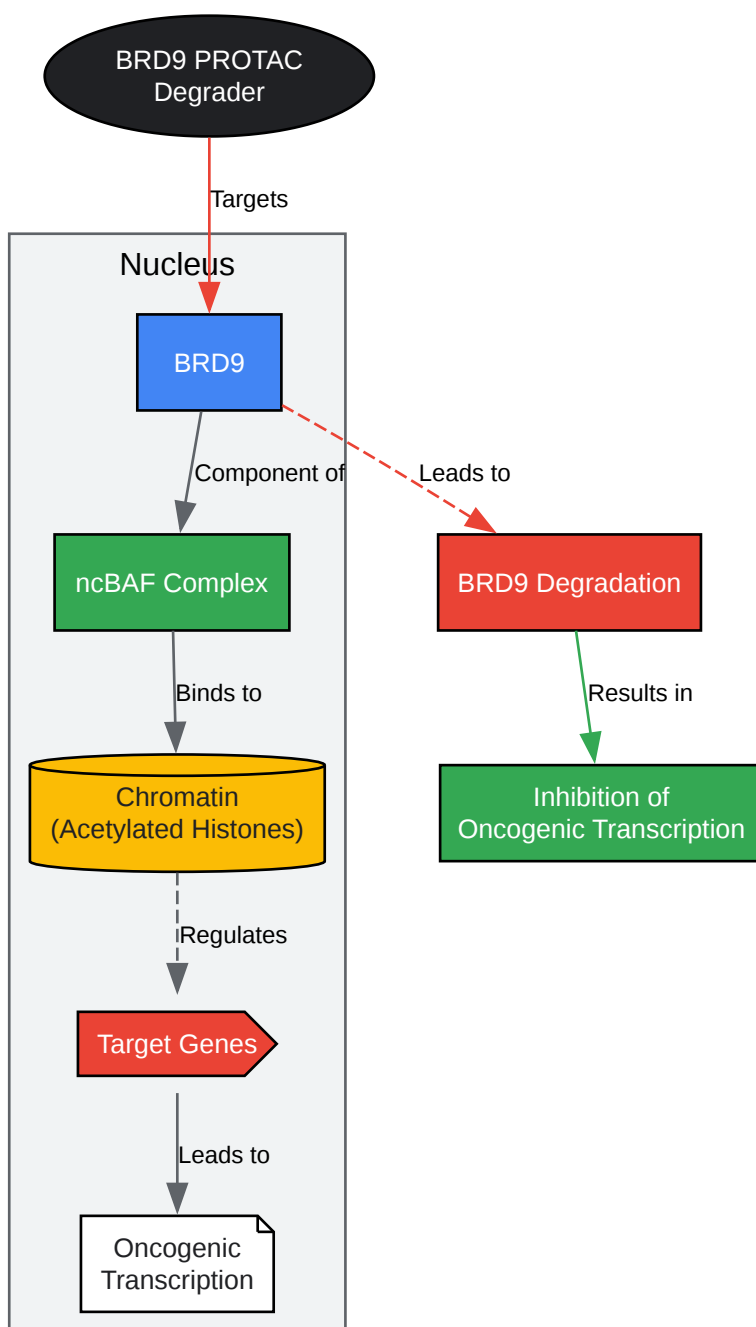 BRD9 PROTAC
Degrader
Targets
Nucleus
BRD9
Component of
Leads to
ncBAF Complex
BRD9 Degradation
Binds to
Results in
Chromatin
(Acetylated Histones)
Inhibition of
Oncogenic Transcription
Regulates
Target Genes
Leads to
Oncogenic
Transcription